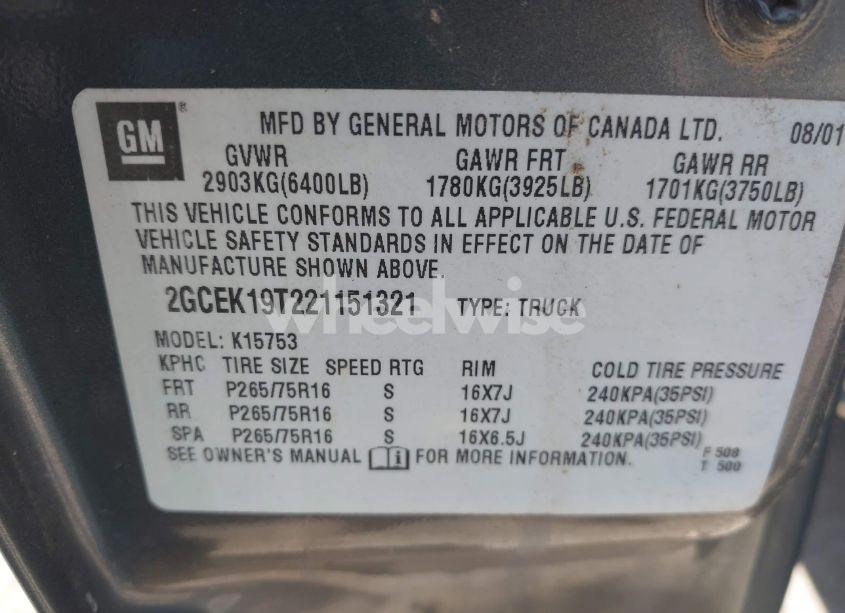 GM ®
MFD BY GENERAL MOTORS OF CANADA LTD. 08/01
GVWR GAWR FRT GAWR RR
2903KG(6400LB) 1780KG(3925LB) 1701KG(3750LB)
THIS VEHICLE CONFORMS TO ALL APPLICABLE U.S. FEDERAL MOTOR
VEHICLE SAFETY STANDARDS IN EFFECT ON THE DATE OF
MANUFACTURE SHOWN ABOVE.
2GCEK19T221151321 TYPE: TRUCK
wheelwise
MODEL: K15753
KPHC TIRE SIZE SPEED RTG RIM COLD TIRE PRESSURE
FRT P265/75R16 S 16X7J 240KPA(35PSI)
RR P265/75R16 S 16X7J 240KPA(35PSI)
SPA P265/75R16 S 16X6.5J 240KPA(35PSI)
SEE OWNER'S MANUAL i FOR MORE INFORMATION. F 508
T 500